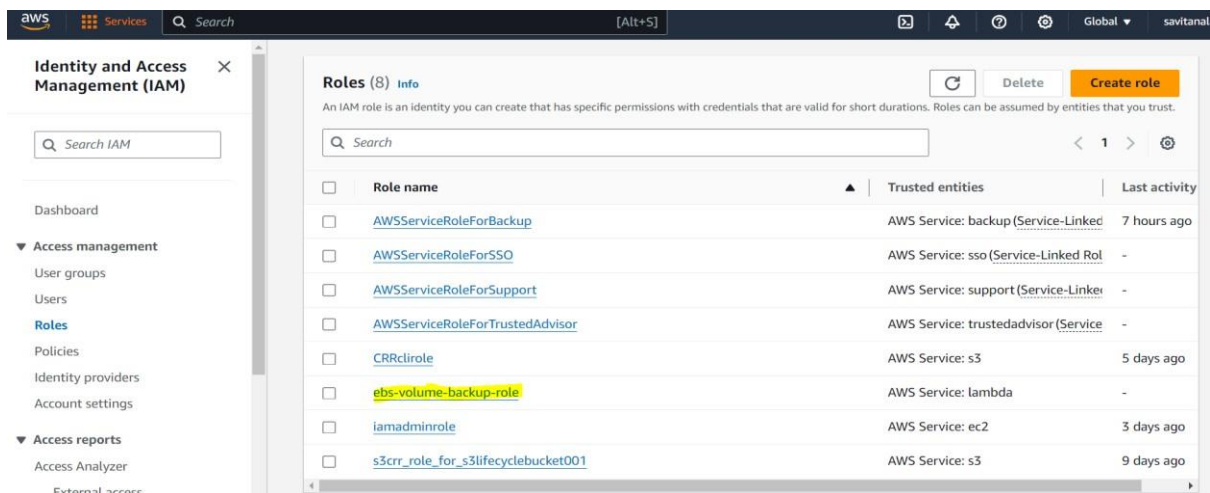 aws Services Search [Alt+S] Global savitanal
Identity and Access
Management (IAM)
Search IAM
Dashboard
Access management
User groups
Users
Roles
Policies
Identity providers
Account settings
Access reports
Access Analyzer
External access
Roles (8) Info Delete Create role
An IAM role is an identity you can create that has specific permissions with credentials that are valid for short durations. Roles can be assumed by entities that you trust.
Search 1
Role name Trusted entities Last activity
AWSServiceRoleForBackup AWS Service: backup (Service-Linked 7 hours ago
AWSServiceRoleForSSO AWS Service: sso (Service-Linked Rol -
AWSServiceRoleForSupport AWS Service: support (Service-Linked -
AWSServiceRoleForTrustedAdvisor AWS Service: trustedadvisor (Service -
CRRclirole AWS Service: s3 5 days ago
ebs-volume-backup-role AWS Service: lambda -
iamadminrole AWS Service: ec2 3 days ago
s3crr_role_for_s3lifecyclebucket001 AWS Service: s3 9 days ago